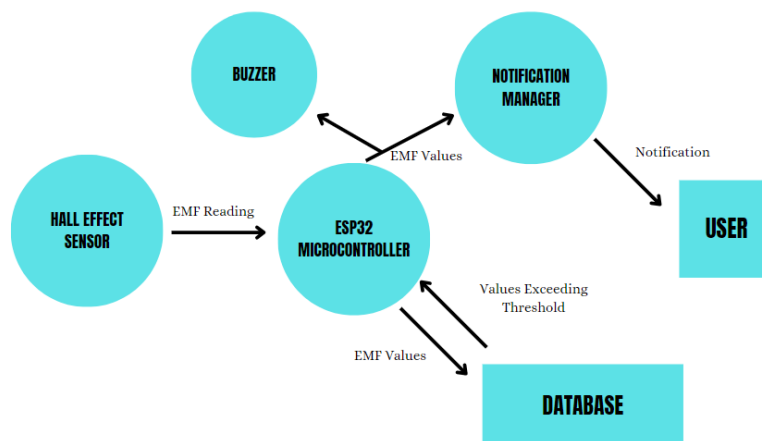 BUZZER
NOTIFICATION
MANAGER
EMF Values
Notification
HALL EFFECT
SENSOR
EMF Reading
ESP32
MICROCONTROLLER
USER
Values Exceeding
Threshold
EMF Values
DATABASE